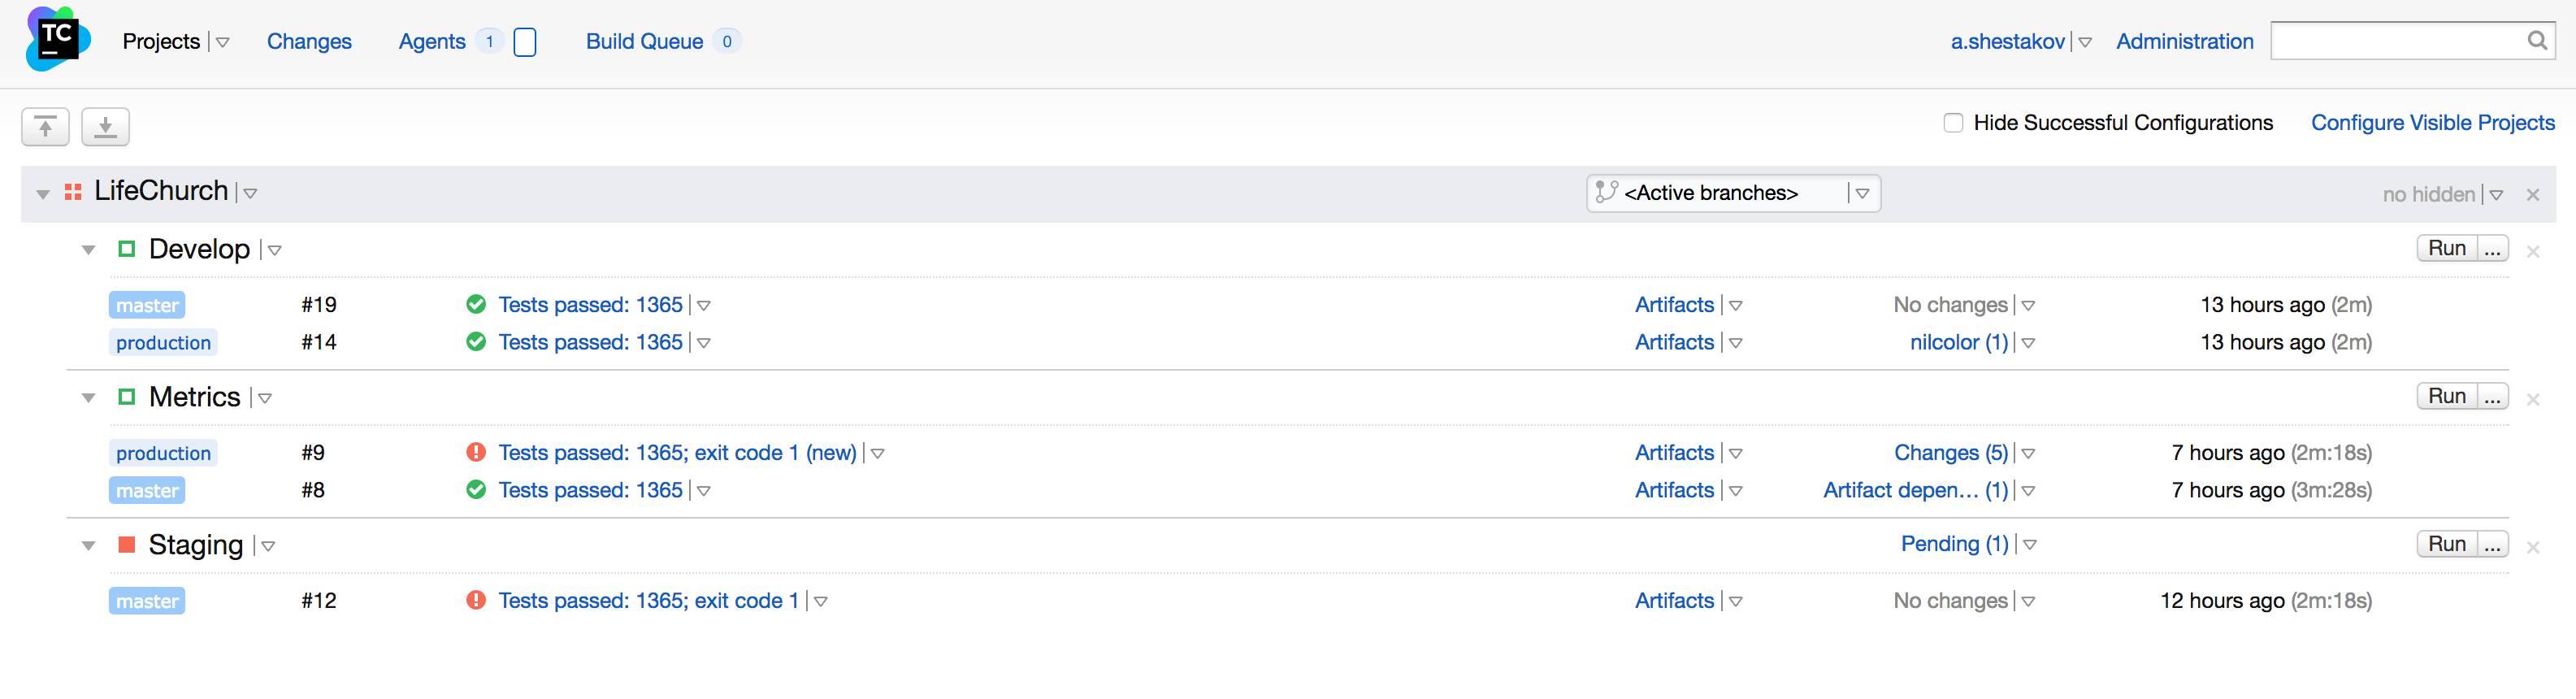 TC Projects Changes Agents 1 Build Queue 0 a.shestakov Administration
Hide Successful Configurations Configure Visible Projects
LifeChurch <Active branches> no hidden
Develop Run ...
master #19 Tests passed: 1365 Artifacts No changes 13 hours ago (2m)
production #14 Tests passed: 1365 Artifacts nilcolor (1) 13 hours ago (2m)
Metrics Run ...
production #9 Tests passed: 1365; exit code 1 (new) Artifacts Changes (5) 7 hours ago (2m:18s)
master #8 Tests passed: 1365 Artifacts Artifact depen... (1) 7 hours ago (3m:28s)
Staging Pending (1) Run ...
master #12 Tests passed: 1365; exit code 1 Artifacts No changes 12 hours ago (2m:18s)